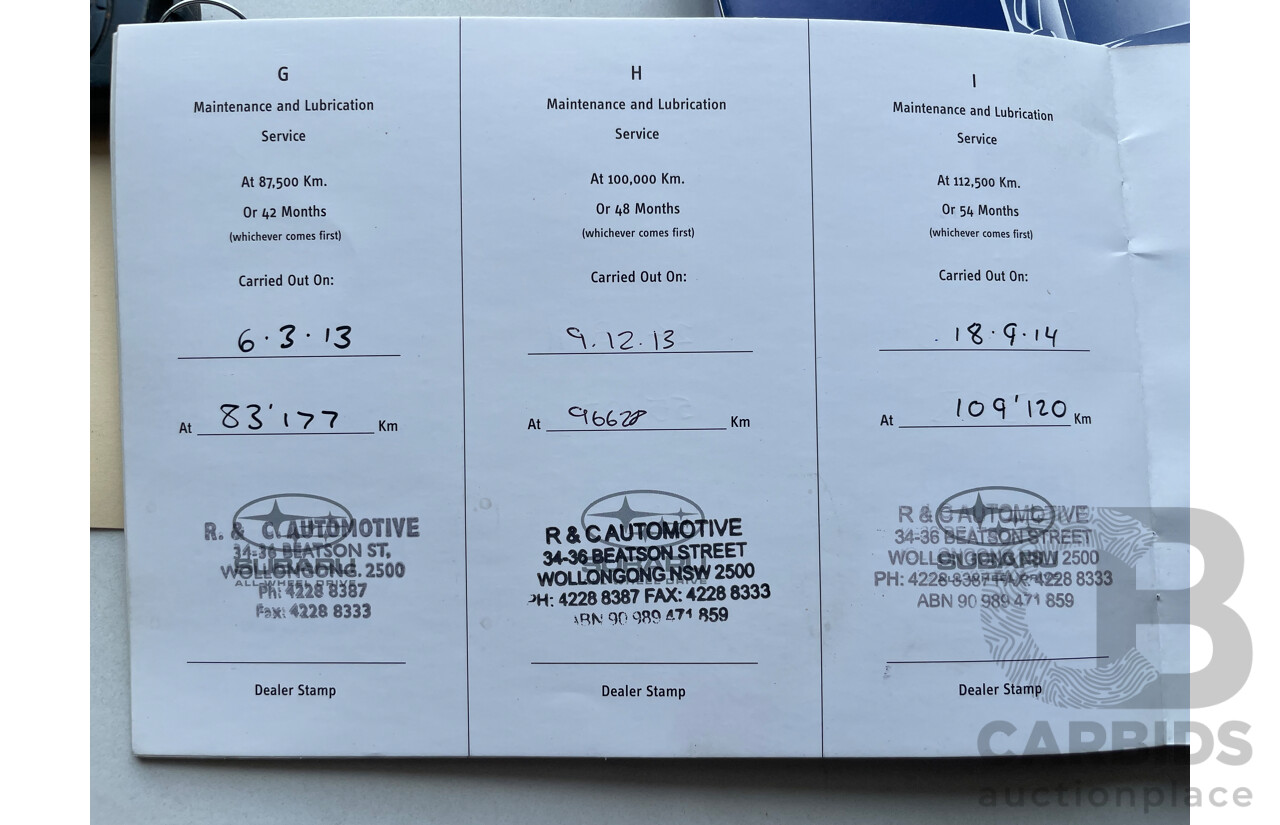 G
Maintenance and Lubrication
Service
At 87,500 Km.
Or 42 Months
(whichever comes first)
Carried Out On:
6.3.13
At 83'177 Km
R. & C. AUTOMOTIVE
34-36 BEATSON ST,
SUBARU
WOLLONGONG. 2500
ALL-WHEEL DRIVE
Ph: 4228 8387
Fax: 4228 8333
Dealer Stamp
H
Maintenance and Lubrication
Service
At 100,000 Km.
Or 48 Months
(whichever comes first)
Carried Out On:
9.12.13
At 96628 Km
R & C AUTOMOTIVE
34-36 BEATSON STREET
SUBARU
WOLLONGONG NSW 2500
PH: 4228 8387 FAX: 4228 8333
ABN 90 989 471 859
Dealer Stamp
I
Maintenance and Lubrication
Service
At 112,500 Km.
Or 54 Months
(whichever comes first)
Carried Out On:
18.9.14
At 109'120 Km
R & C AUTOMOTIVE
34-36 BEATSON STREET
WOLLONGONG NSW 2500
SUBARU
PH: 4228 8387 FAX: 4228 8333
ABN 90 989 471 859
Dealer Stamp
CB
CARBIDS
auctionplace